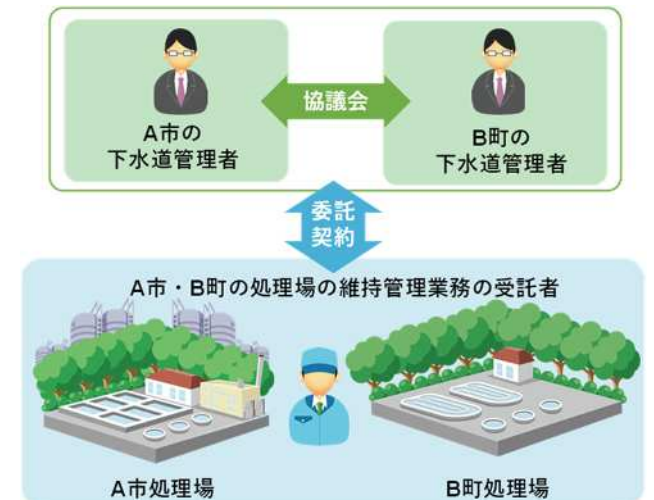 協議会
A市の
下水道管理者
B町の
下水道管理者
委託
契約
A市・B町の処理場の維持管理業務の受託者
A市処理場
B町処理場